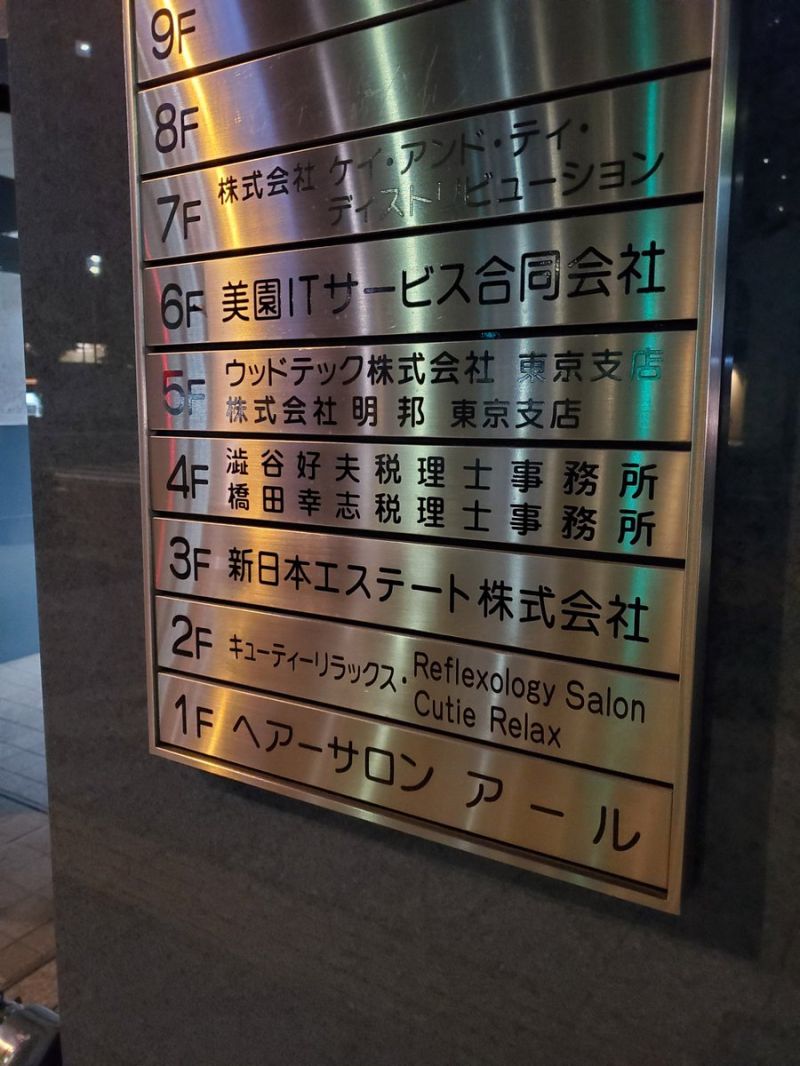 9F
8F
7F 株式会社 ケイ・アンド・ティ・
ディストリビューション
6F 美園ITサービス合同会社
5F ウッドテック株式会社 東京支店
株式会社 明邦 東京支店
4F 澁谷好夫税理士事務所
橋田幸志税理士事務所
3F 新日本エステート株式会社
2F キューティーリラックス・Reflexology Salon
Cutie Relax
1F ヘアーサロン アール